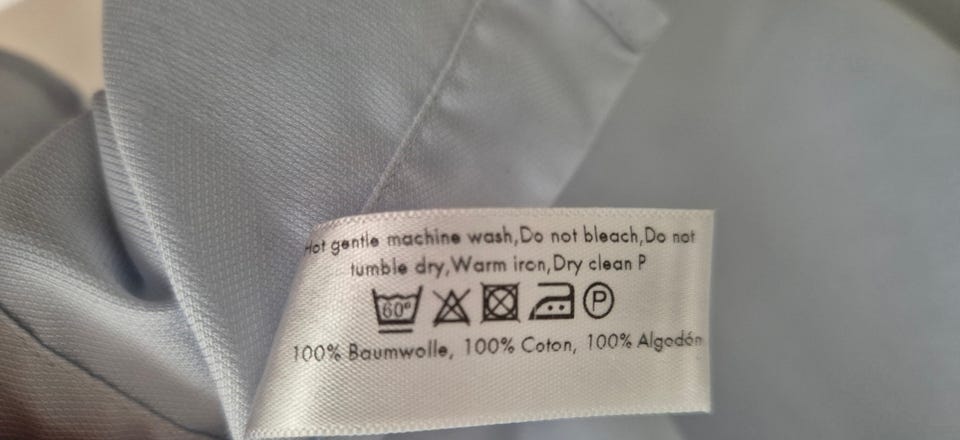 Hot gentle machine wash,Do not bleach,Do not
tumble dry,Warm iron,Dry clean P
60° P
100% Baumwolle, 100% Coton, 100% Algodón